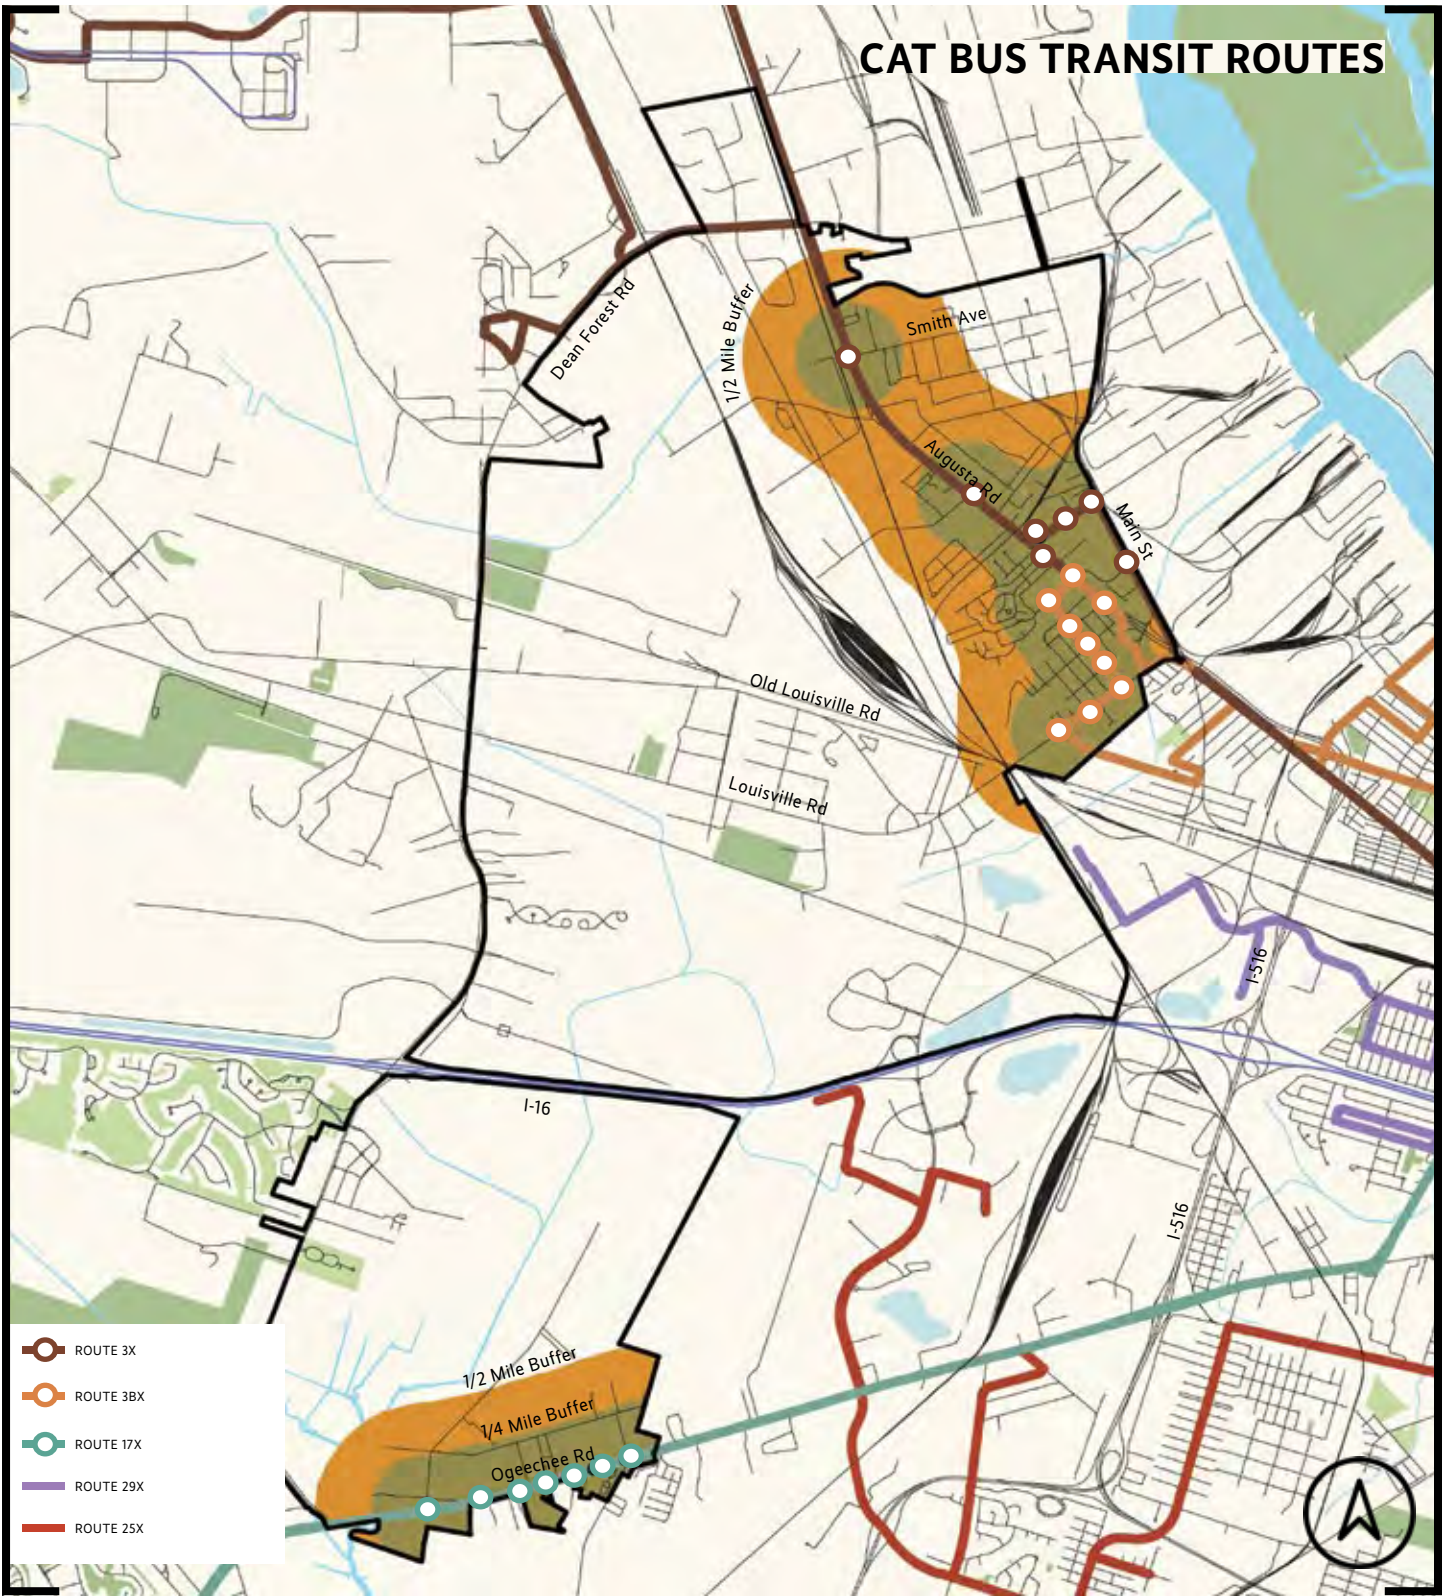 CAT BUS TRANSIT ROUTES
Dean Forest Rd
1/2 Mile Buffer
Smith Ave
Augusta Rd
Main St
Old Louisville Rd
Louisville Rd
I-516
I-16
I-516
1/2 Mile Buffer
1/4 Mile Buffer
Ogeechee Rd
ROUTE 3X
ROUTE 3BX
ROUTE 17X
ROUTE 29X
ROUTE 25X